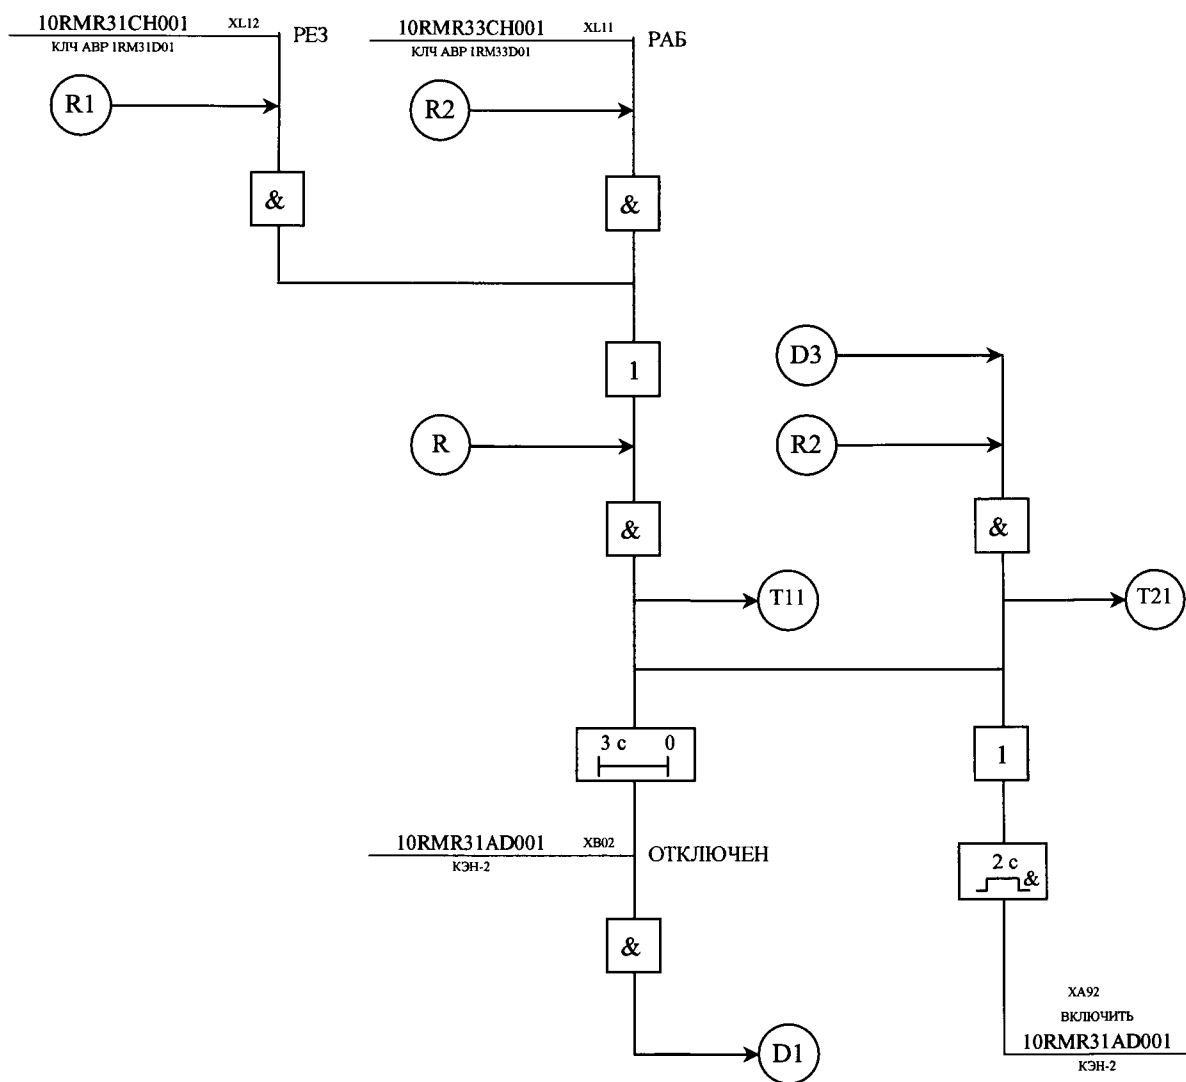 10RMR31CH001 XL12 РЕЗ
КЛЧ АВР 1RM31D01
10RMR33CH001 XL11 РАБ
КЛЧ АВР 1RM33D01
R1
R2
&
&
1
D3
R
R2
&
&
T11
T21
3 с 0
1
10RMR31AD001 XB02 ОТКЛЮЧЕН
КЭН-2
2 с
&
&
XA92
ВКЛЮЧИТЬ
10RMR31AD001
КЭН-2
D1